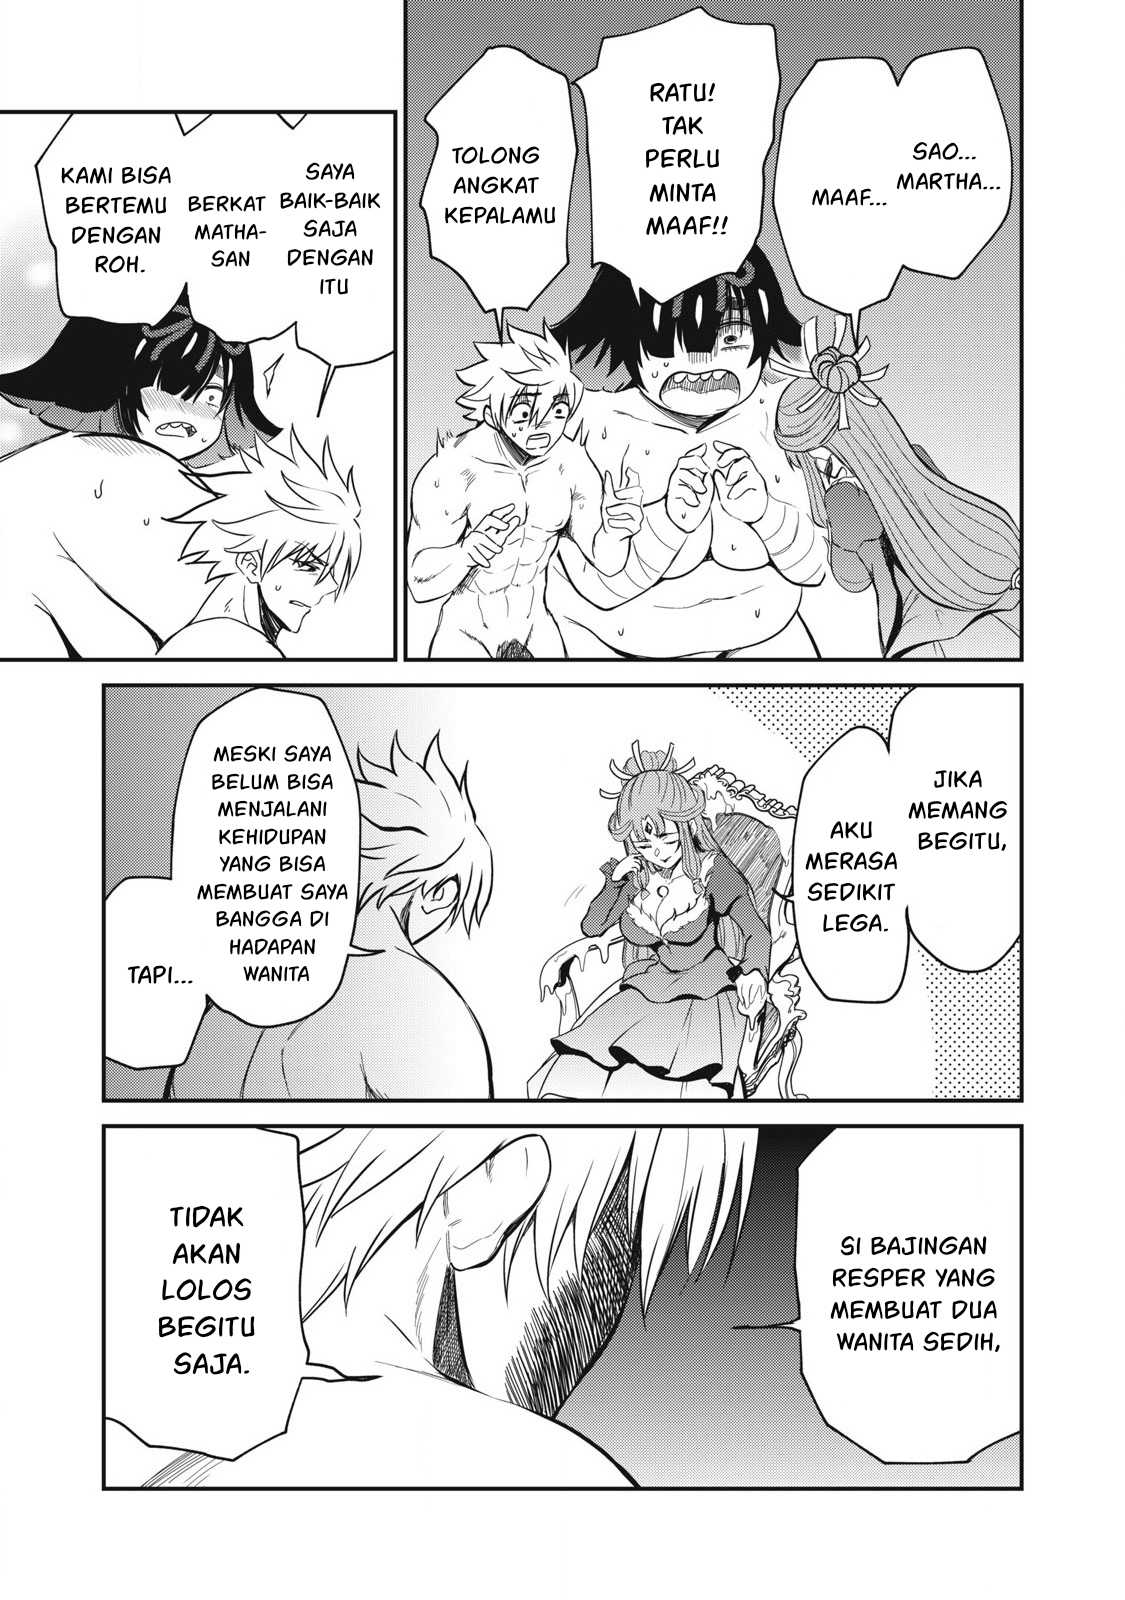 SAO...
MARTHA...
MAAF...
RATU!
TAK
PERLU
MINTA
MAAF!!
TOLONG
ANGKAT
KEPALAMU
SAYA
BAIK-BAIK
SAJA
DENGAN
ITU
BERKAT
MATHA-
SAN
KAMI BISA
BERTEMU
DENGAN
ROH.
JIKA
MEMANG
BEGITU,
AKU
MERASA
SEDIKIT
LEGA.
MESKI SAYA
BELUM BISA
MENJALANI
KEHIDUPAN
YANG BISA
MEMBUAT SAYA
BANGGA DI
HADAPAN
WANITA
TAPI...
SI BAJINGAN
RESPER YANG
MEMBUAT DUA
WANITA SEDIH,
TIDAK
AKAN
LOLOS
BEGITU
SAJA.